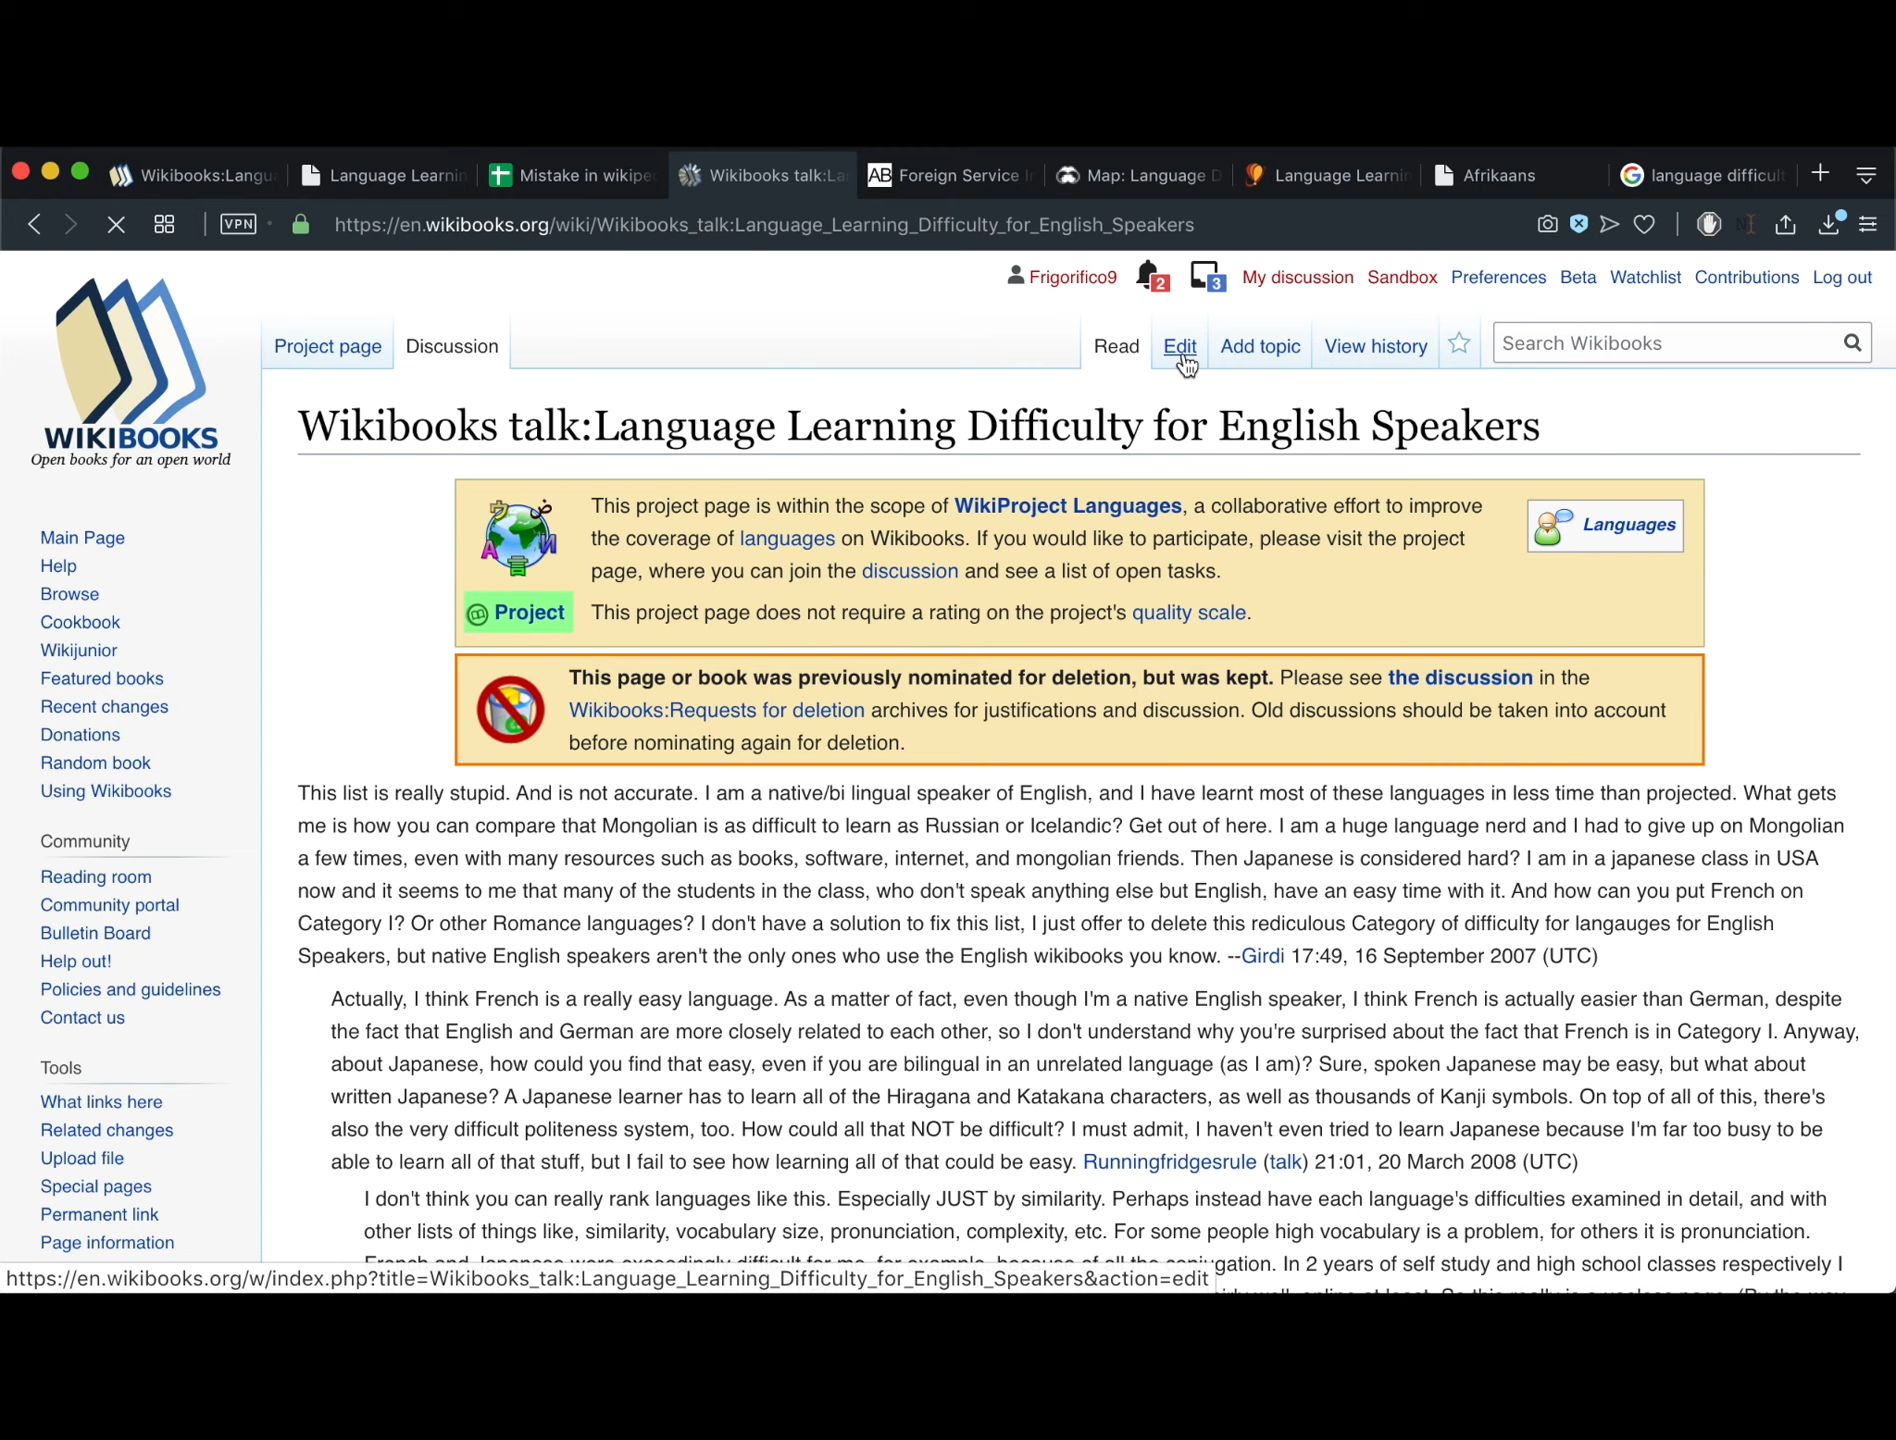 Wikibooks:Langu
Language Learnin
Mistake in wikipe
Wikibooks talk:La
AB Foreign Service I
Map: Language D
Language Learnin
Afrikaans
language difficult
VPN
https://en.wikibooks.org/wiki/Wikibooks_talk:Language_Learning_Difficulty_for_English_Speakers
Frigorifico9 2 3 My discussion Sandbox Preferences Beta Watchlist Contributions Log out
Project page Discussion Read Edit Add topic View history Search Wikibooks
WIKIBOOKS
Open books for an open world
Main Page
Help
Browse
Cookbook
Wikijunior
Featured books
Recent changes
Donations
Random book
Using Wikibooks
Community
Reading room
Community portal
Bulletin Board
Help out!
Policies and guidelines
Contact us
Tools
What links here
Related changes
Upload file
Special pages
Permanent link
Page information
Wikibooks talk:Language Learning Difficulty for English Speakers
This project page is within the scope of WikiProject Languages, a collaborative effort to improve
the coverage of languages on Wikibooks. If you would like to participate, please visit the project
page, where you can join the discussion and see a list of open tasks.
Languages
Project This project page does not require a rating on the project's quality scale.
This page or book was previously nominated for deletion, but was kept. Please see the discussion in the
Wikibooks:Requests for deletion archives for justifications and discussion. Old discussions should be taken into account
before nominating again for deletion.
This list is really stupid. And is not accurate. I am a native/bi lingual speaker of English, and I have learnt most of these languages in less time than projected. What gets
me is how you can compare that Mongolian is as difficult to learn as Russian or Icelandic? Get out of here. I am a huge language nerd and I had to give up on Mongolian
a few times, even with many resources such as books, software, internet, and mongolian friends. Then Japanese is considered hard? I am in a japanese class in USA
now and it seems to me that many of the students in the class, who don't speak anything else but English, have an easy time with it. And how can you put French on
Category I? Or other Romance languages? I don't have a solution to fix this list, I just offer to delete this rediculous Category of difficulty for langauges for English
Speakers, but native English speakers aren't the only ones who use the English wikibooks you know. --Girdi 17:49, 16 September 2007 (UTC)
Actually, I think French is a really easy language. As a matter of fact, even though I'm a native English speaker, I think French is actually easier than German, despite
the fact that English and German are more closely related to each other, so I don't understand why you're surprised about the fact that French is in Category I. Anyway,
about Japanese, how could you find that easy, even if you are bilingual in an unrelated language (as I am)? Sure, spoken Japanese may be easy, but what about
written Japanese? A Japanese learner has to learn all of the Hiragana and Katakana characters, as well as thousands of Kanji symbols. On top of all of this, there's
also the very difficult politeness system, too. How could all that NOT be difficult? I must admit, I haven't even tried to learn Japanese because I'm far too busy to be
able to learn all of that stuff, but I fail to see how learning all of that could be easy. Runningfridgesrule (talk) 21:01, 20 March 2008 (UTC)
I don't think you can really rank languages like this. Especially JUST by similarity. Perhaps instead have each language's difficulties examined in detail, and with
other lists of things like, similarity, vocabulary size, pronunciation, complexity, etc. For some people high vocabulary is a problem, for others it is pronunciation.
French and Japanese were exceedingly difficult for me, for example, because of all the conjugation. In 2 years of self study and high school classes respectively I
https://en.wikibooks.org/w/index.php?title=Wikibooks_talk:Language_Learning_Difficulty_for_English_Speakers&action=edit